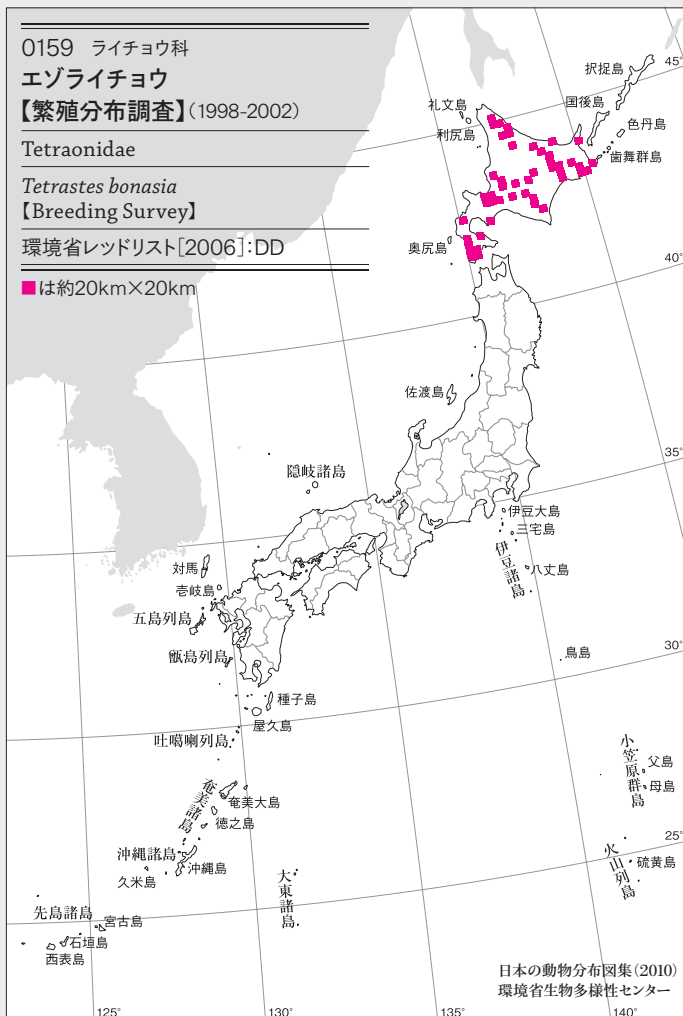 0159 ライチョウ科
エゾライチョウ
【繁殖分布調査】(1998-2002)
Tetraonidae
Tetrastes bonasia
【Breeding Survey】
環境省レッドリスト[2006]:DD
■は約20km×20km
45°
択捉島
国後島
礼文島
色丹島
利尻島
歯舞群島
奥尻島
40°
佐渡島
35°
隠岐諸島
伊豆大島
三宅島
伊豆諸島
八丈島
対馬
壱岐島
五島列島
甑島列島
鳥島
30°
種子島
屋久島
吐噶喇列島
小笠原群島
父島
母島
奄美諸島
奄美大島
徳之島
25°
沖縄諸島
沖縄島
久米島
火山列島
硫黄島
大東諸島
先島諸島
宮古島
石垣島
西表島
日本の動物分布図集(2010)
環境省生物多様性センター
125°
130°
135°
140°